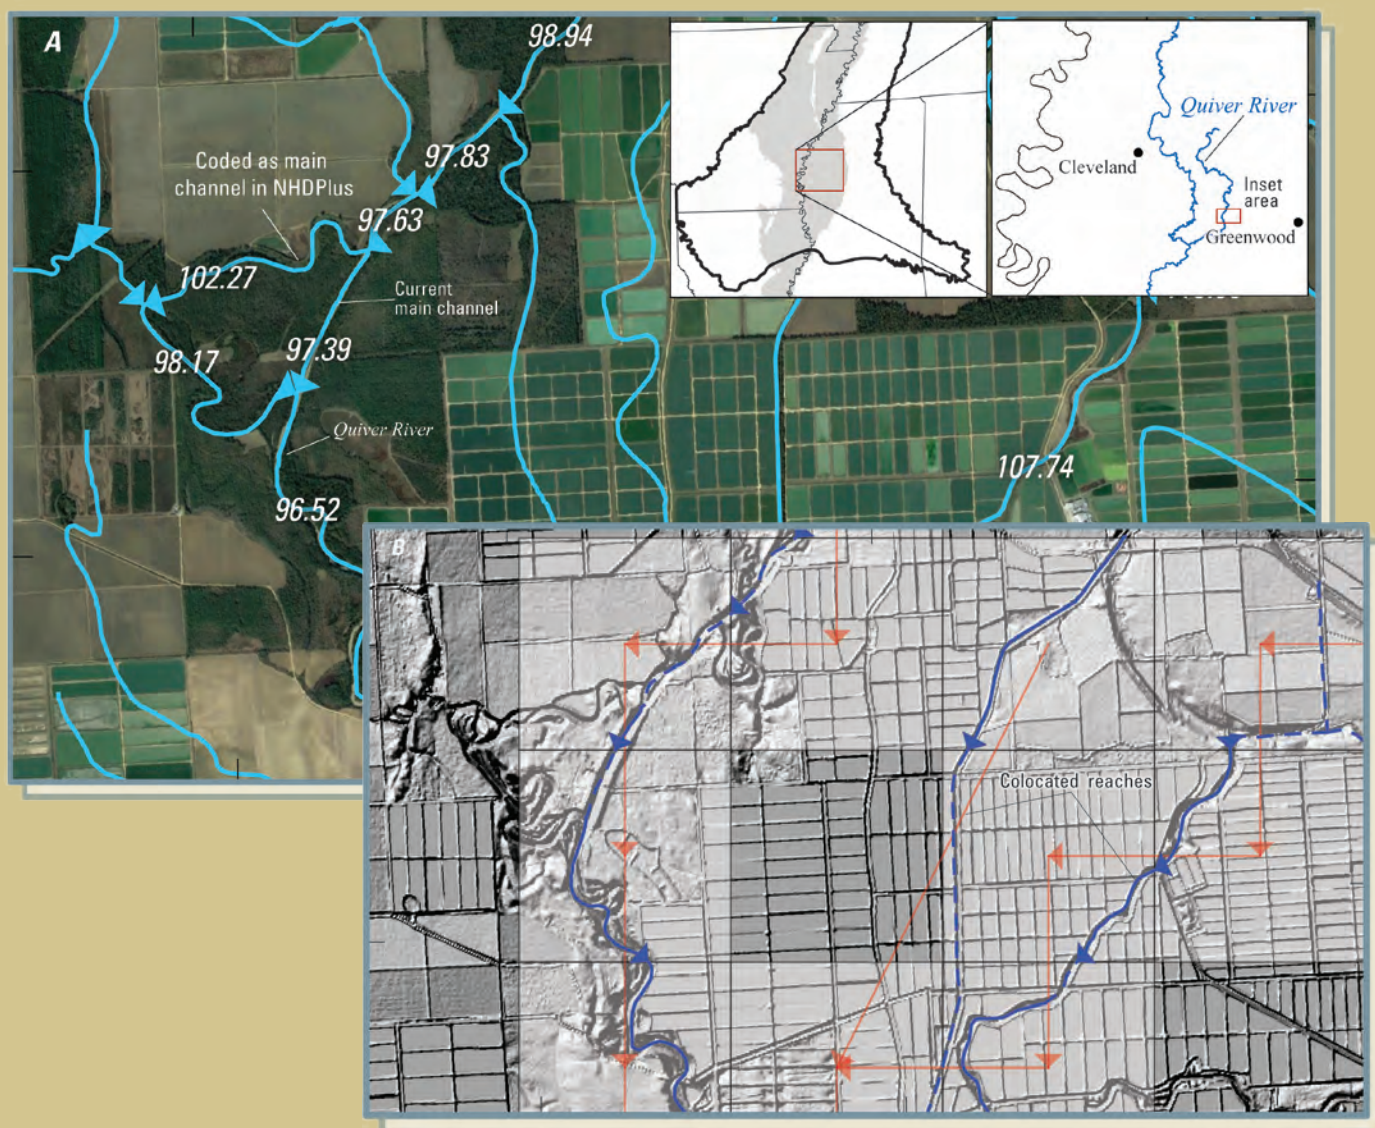 A
98.94
97.83
Coded as main
channel in NHDPlus
97.63
102.27
Current
main channel
98.17
97.39
Quiver River
96.52
107.74
Quiver River
Cleveland
Inset
area
Greenwood
B
Colocated reaches